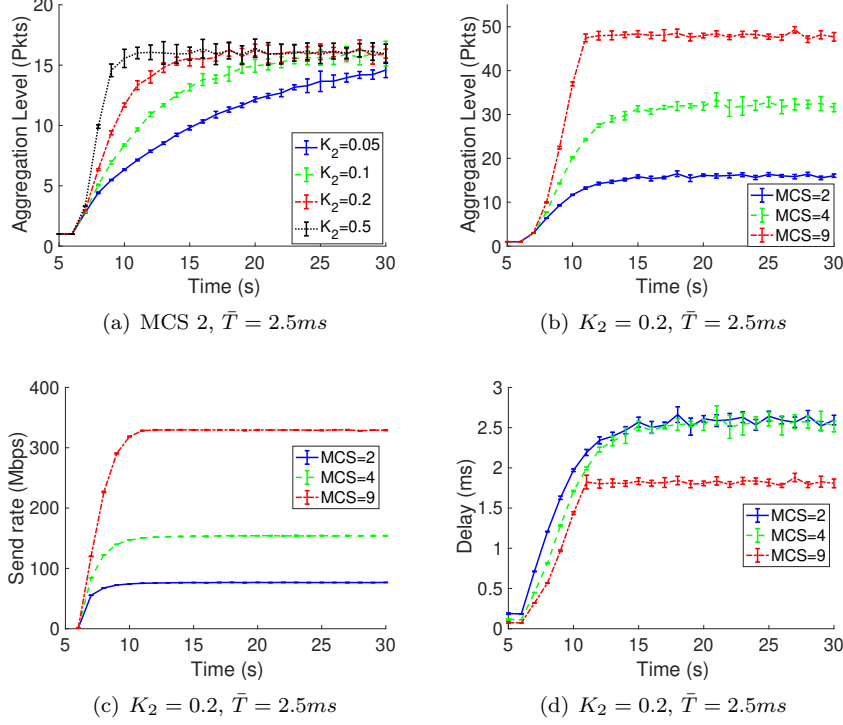 20
15
10
5
0
Aggregation Level (Pkts)
5 10 15 20 25 30
Time (s)
K₂=0.05
K₂=0.1
K₂=0.2
K₂=0.5
(a) MCS 2, T̄ = 2.5ms
60
50
40
30
20
10
0
Aggregation Level (Pkts)
5 10 15 20 25 30
Time (s)
MCS=2
MCS=4
MCS=9
(b) K₂ = 0.2, T̄ = 2.5ms
400
300
200
100
0
Send rate (Mbps)
5 10 15 20 25 30
Time (s)
MCS=2
MCS=4
MCS=9
(c) K₂ = 0.2, T̄ = 2.5ms
3
2.5
2
1.5
1
0.5
0
Delay (ms)
5 10 15 20 25 30
Time (s)
MCS=2
MCS=4
MCS=9
(d) K₂ = 0.2, T̄ = 2.5ms